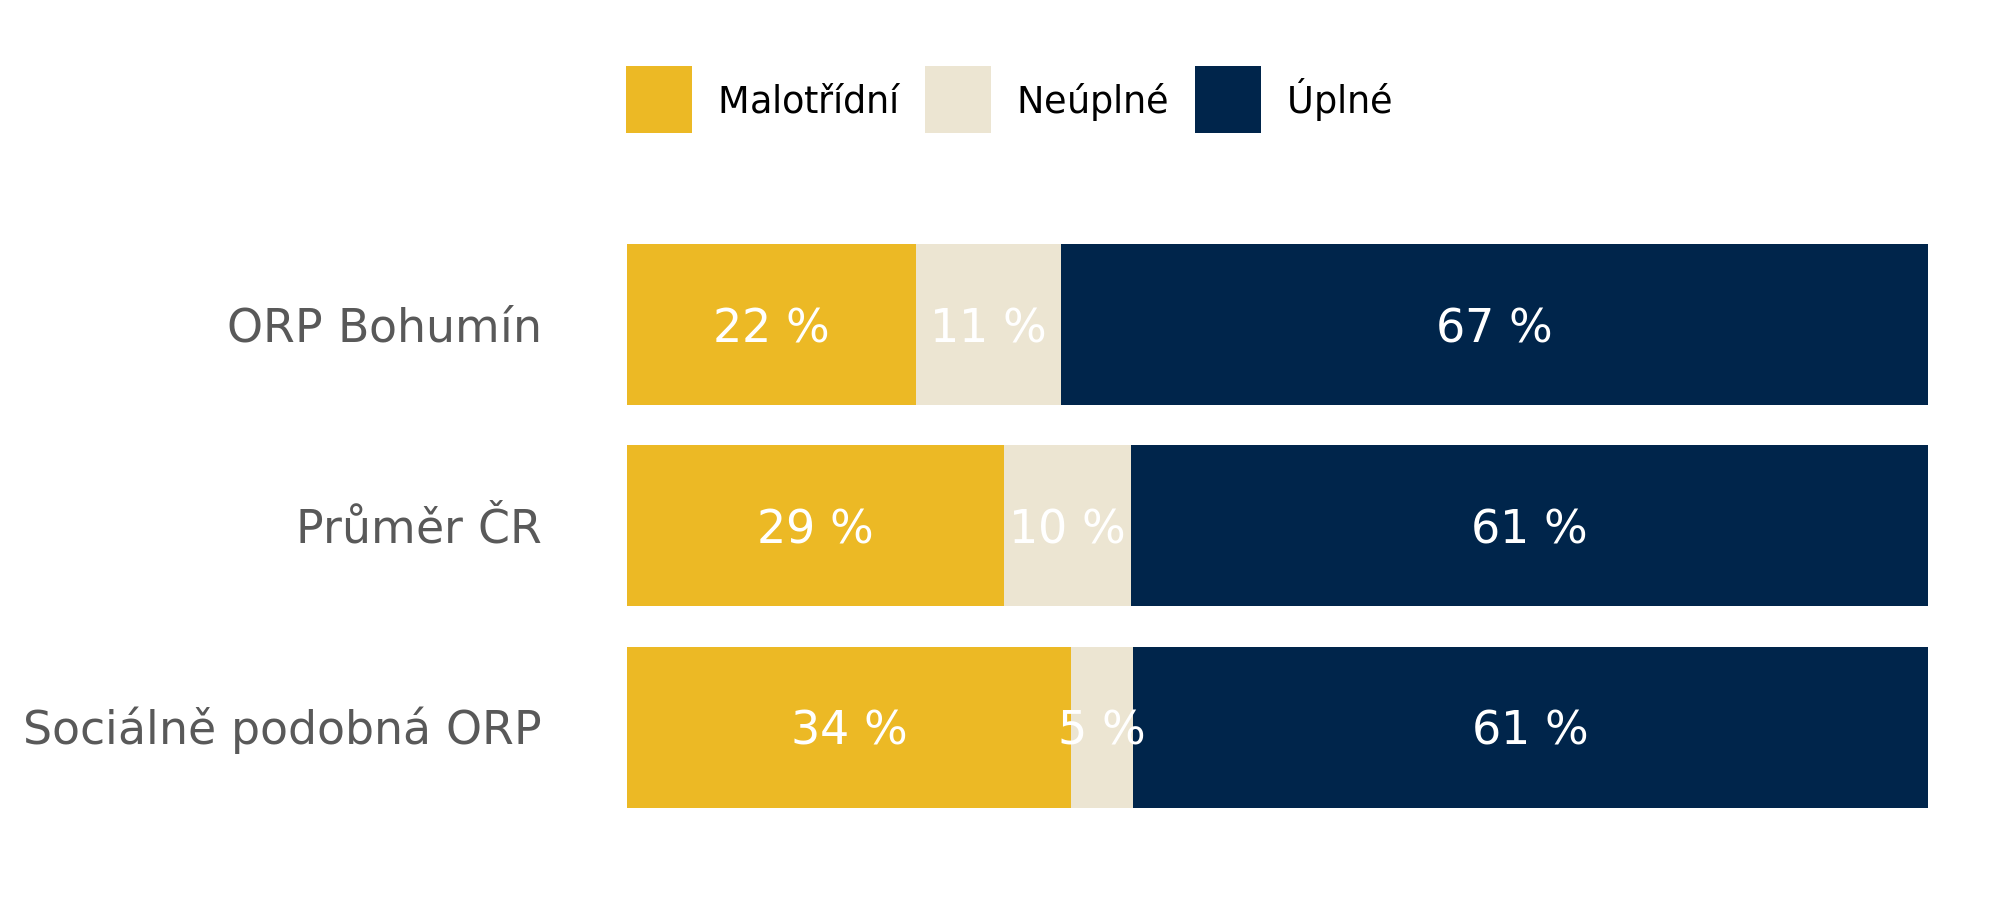 Malotřídní Neúplné Úplné
ORP Bohumín 22 % 11 % 67 %
Průměr ČR 29 % 10 % 61 %
Sociálně podobná ORP 34 % 5 % 61 %